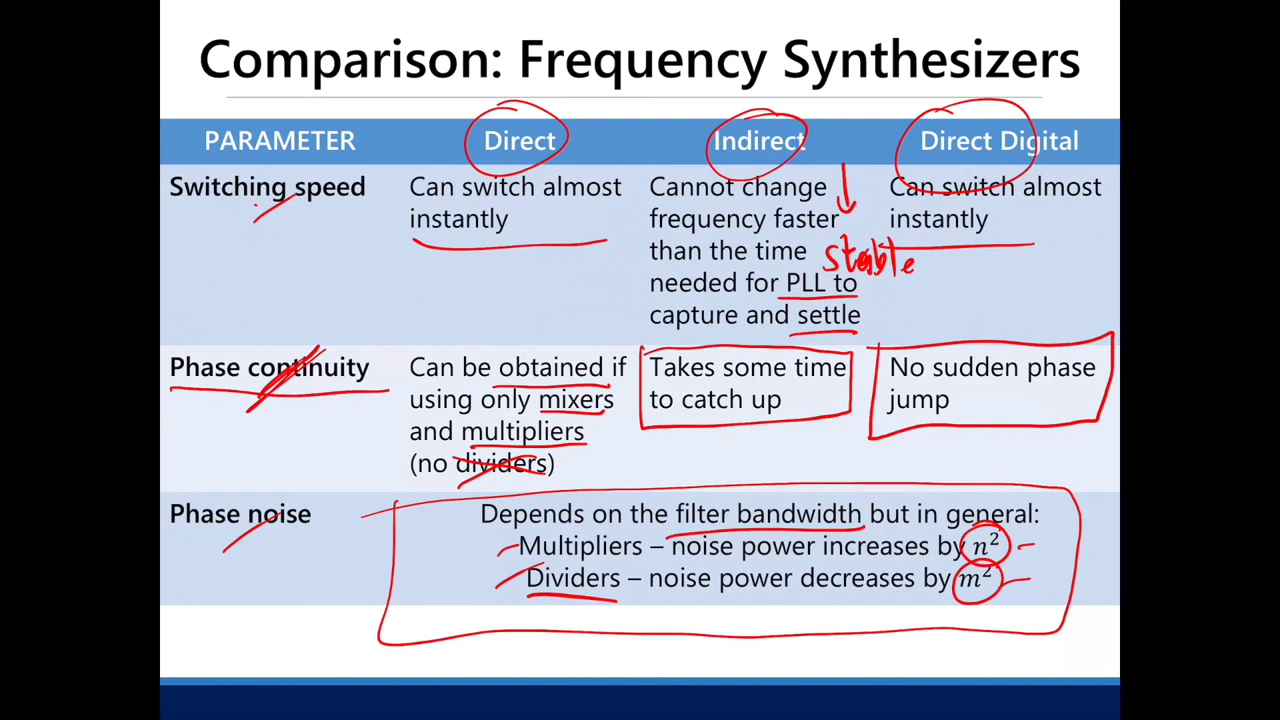 Comparison: Frequency Synthesizers
PARAMETER Direct Indirect Direct Digital
Switching speed
Can switch almost
instantly
Cannot change
frequency faster
than the time
needed for PLL to
capture and settle
stable
Can switch almost
instantly
Phase continuity
Can be obtained if
using only mixers
and multipliers
(no dividers)
Takes some time
to catch up
No sudden phase
jump
Phase noise
Depends on the filter bandwidth but in general:
Multipliers – noise power increases by n²
Dividers – noise power decreases by m²